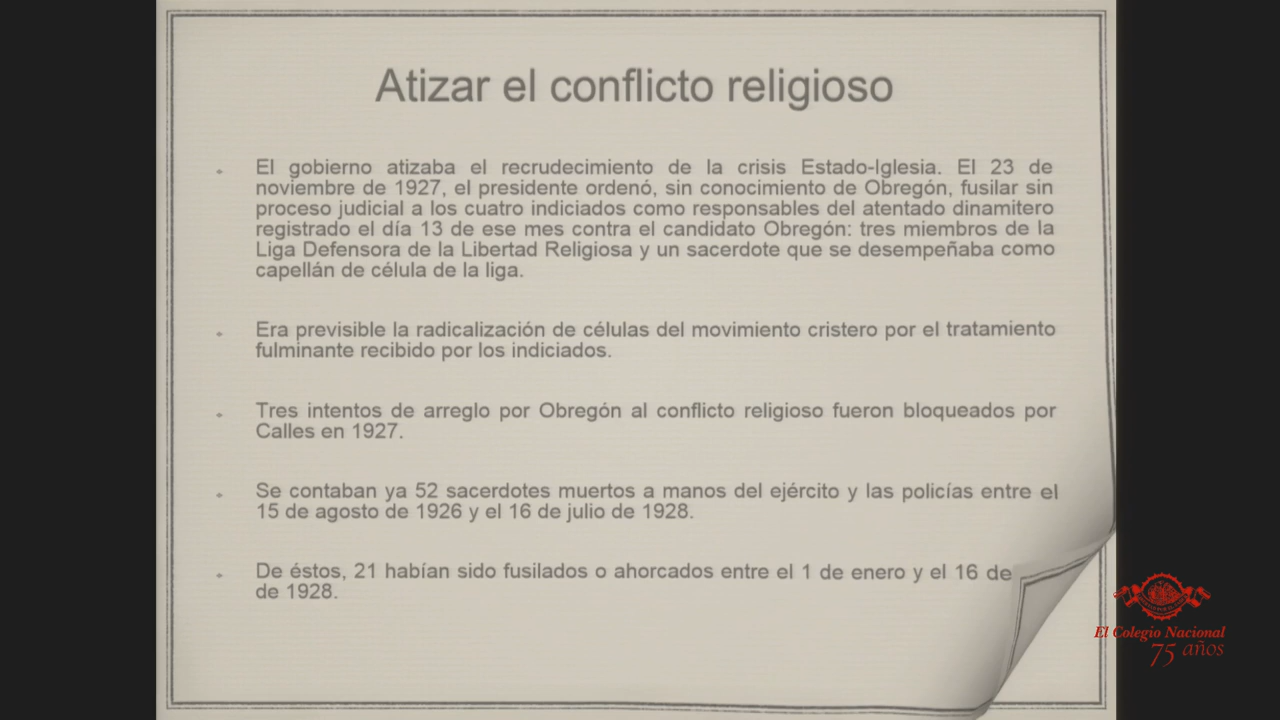 Atizar el conflicto religioso
El gobierno atizaba el recrudecimiento de la crisis Estado-Iglesia. El 23 de
noviembre de 1927, el presidente ordenó, sin conocimiento de Obregón, fusilar sin
proceso judicial a los cuatro indiciados como responsables del atentado dinamitero
registrado el día 13 de ese mes contra el candidato Obregón: tres miembros de la
Liga Defensora de la Libertad Religiosa y un sacerdote que se desempeñaba como
capellán de célula de la liga.
Era previsible la radicalización de células del movimiento cristero por el tratamiento
fulminante recibido por los indiciados.
Tres intentos de arreglo por Obregón al conflicto religioso fueron bloqueados por
Calles en 1927.
Se contaban ya 52 sacerdotes muertos a manos del ejército y las policías entre el
15 de agosto de 1926 y el 16 de julio de 1928.
De éstos, 21 habían sido fusilados o ahorcados entre el 1 de enero y el 16 de
de 1928.
El Colegio Nacional
75 años